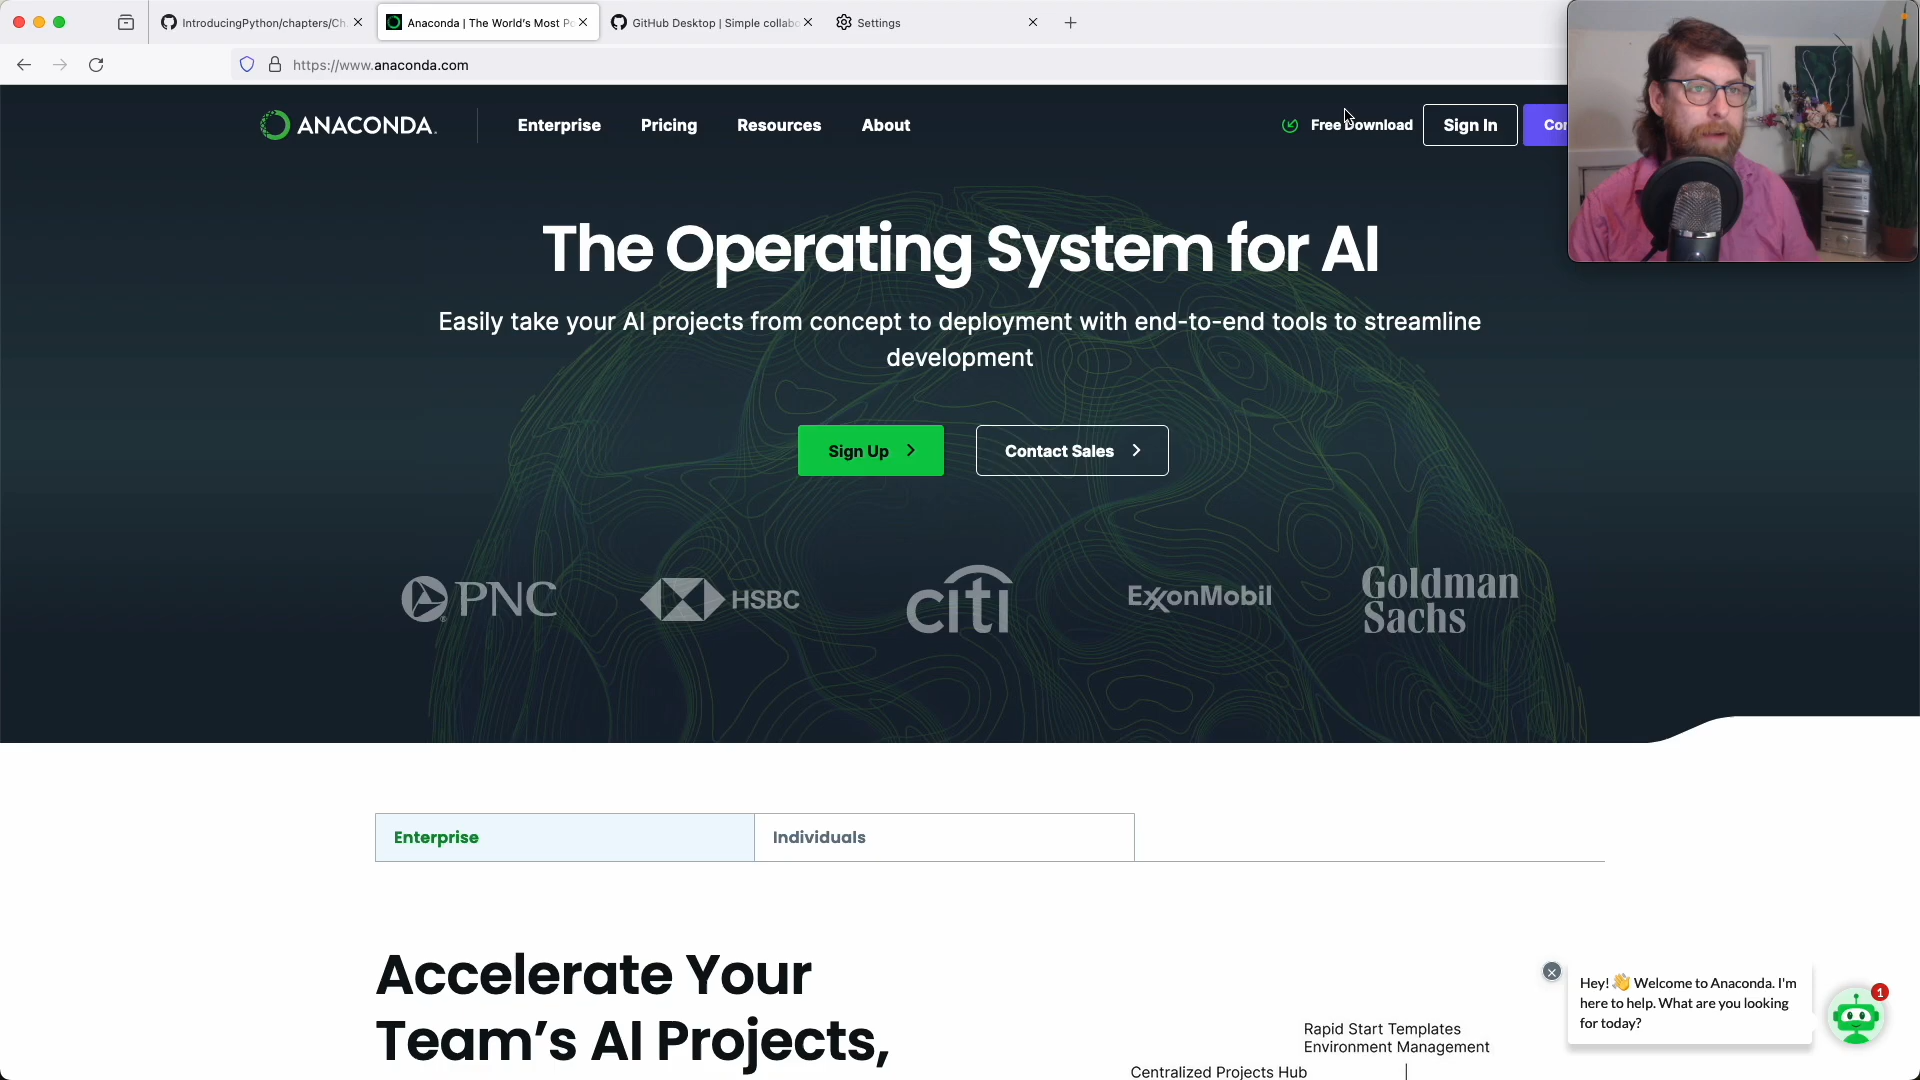 IntroducingPython/chapters/Ch
Anaconda | The World's Most Po
GitHub Desktop | Simple collabo
Settings
https://www.anaconda.com
ANACONDA.
Enterprise
Pricing
Resources
About
Free Download
Sign In
Con
The Operating System for AI
Easily take your AI projects from concept to deployment with end-to-end tools to streamline
development
Sign Up
Contact Sales
PNC
HSBC
citi
ExxonMobil
Goldman
Sachs
Enterprise
Individuals
Accelerate Your
Team's AI Projects,
Rapid Start Templates
Environment Management
Centralized Projects Hub
Hey! 👋 Welcome to Anaconda. I'm
here to help. What are you looking
for today?
1